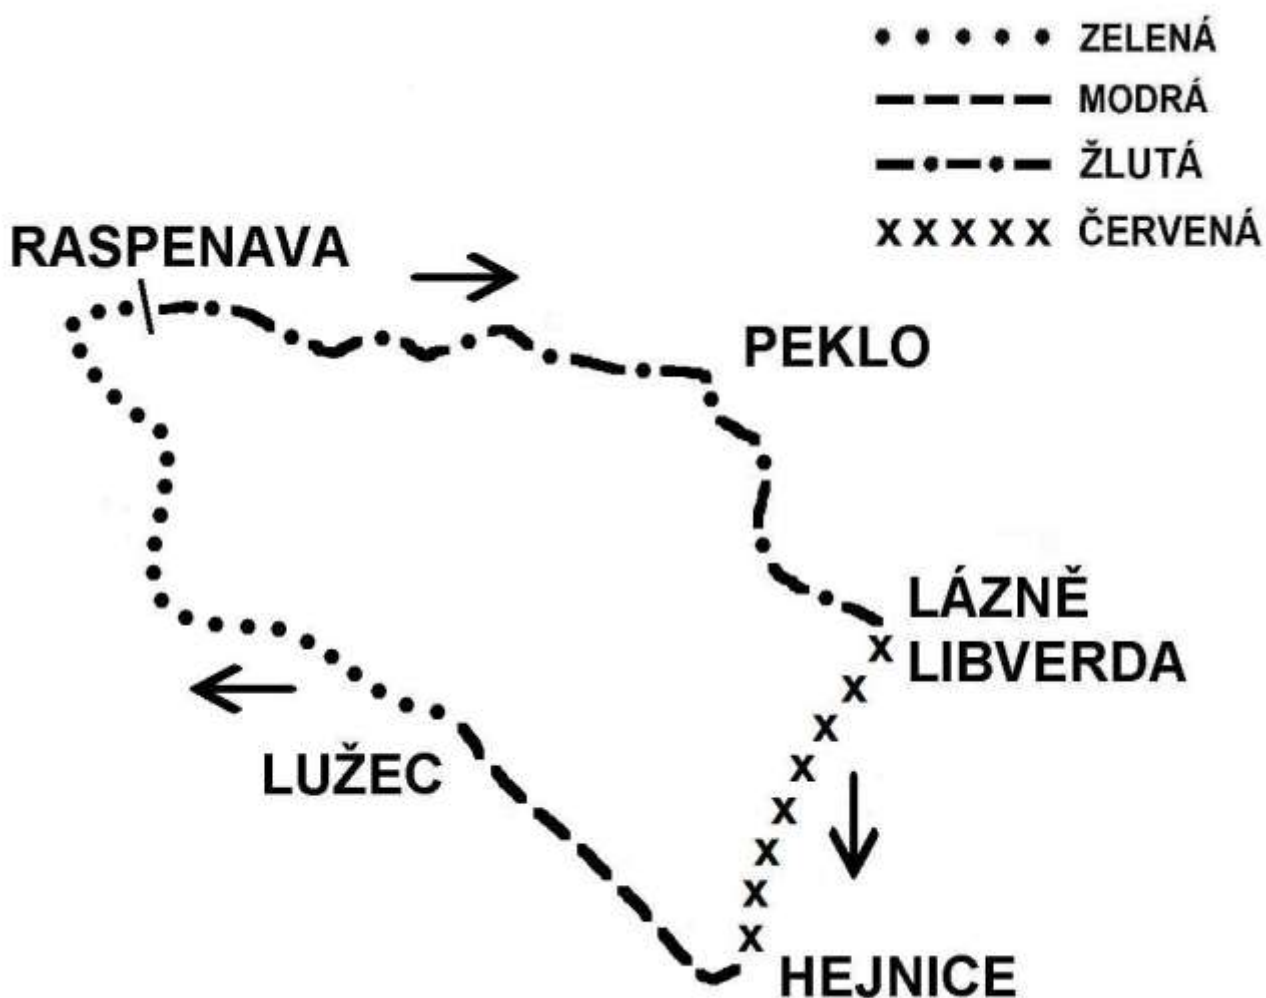 ZELENÁ
MODRÁ
ŽLUTÁ
x x x x x ČERVENÁ
RASPENAVA
PEKLO
LÁZNĚ
LIBVERDA
LUŽEC
HEJNICE